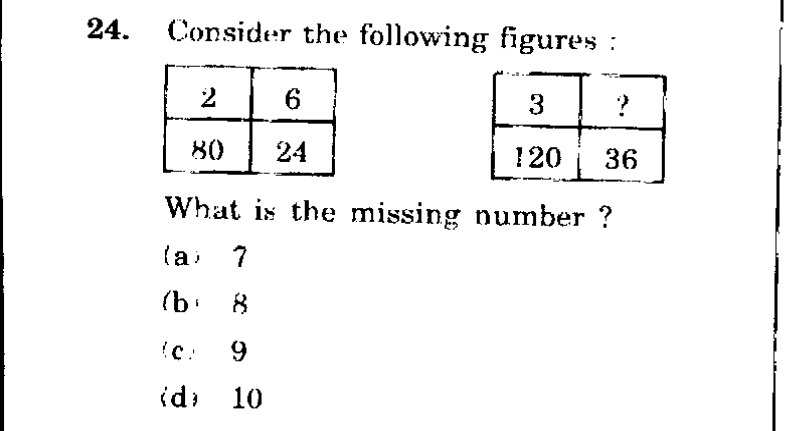 24. Consider the following figures :
2 6 3 ?
80 24 120 36
What is the missing number ?
(a) 7
(b) 8
(c) 9
(d) 10